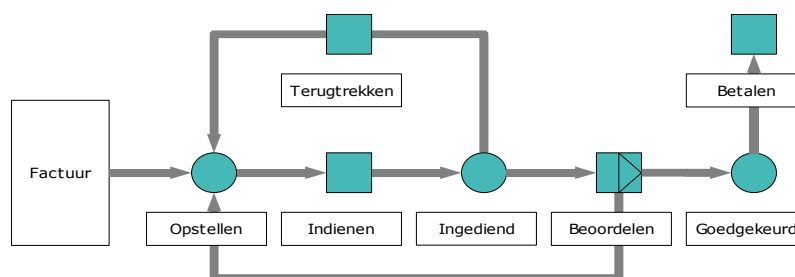 Terugtrekken
Betalen
Factuur
Opstellen
Indienen
Ingediend
Beoordelen
Goedgekeurd